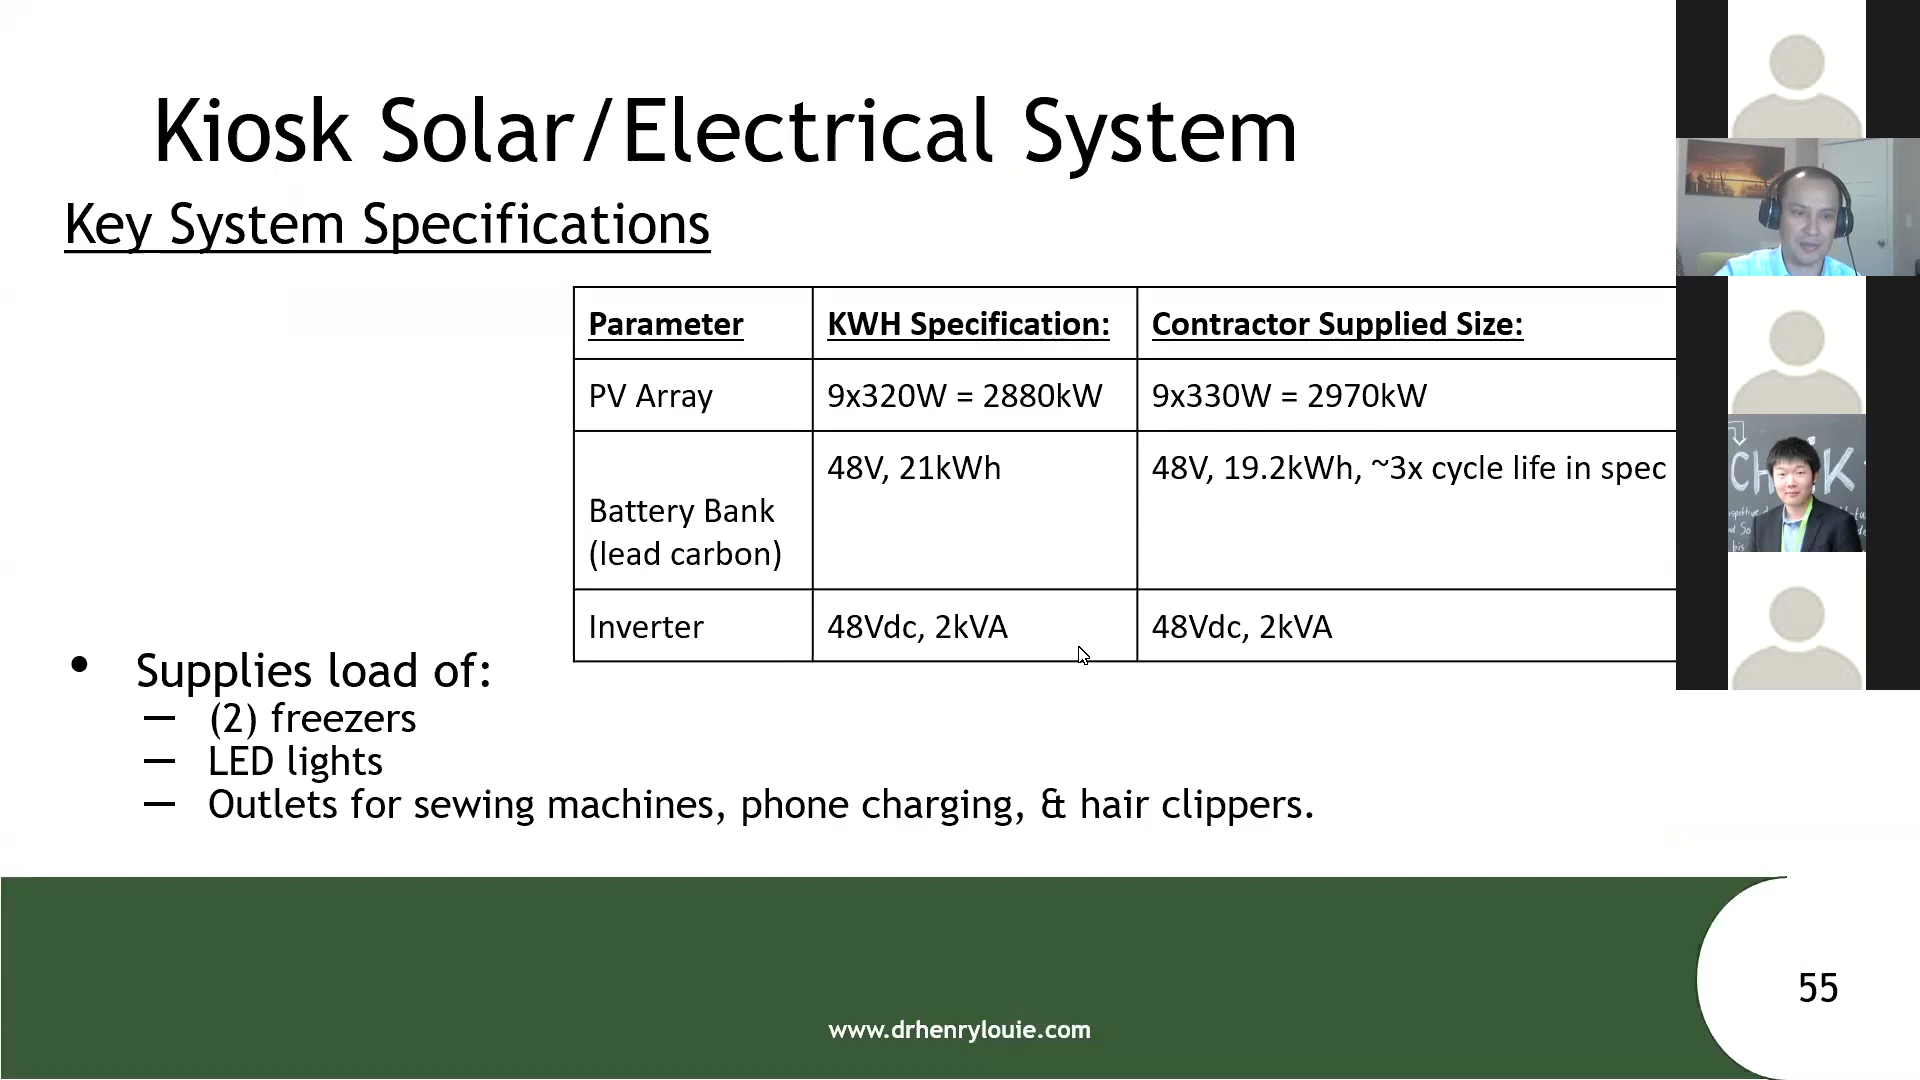 Kiosk Solar/Electrical System
Key System Specifications
Parameter KWH Specification: Contractor Supplied Size:
PV Array 9x320W = 2880kW 9x330W = 2970kW
48V, 21kWh 48V, 19.2kWh, ~3x cycle life in spec
Battery Bank
(lead carbon)
Inverter 48Vdc, 2kVA 48Vdc, 2kVA
• Supplies load of:
— (2) freezers
— LED lights
— Outlets for sewing machines, phone charging, & hair clippers.
www.drhenrylouie.com
55